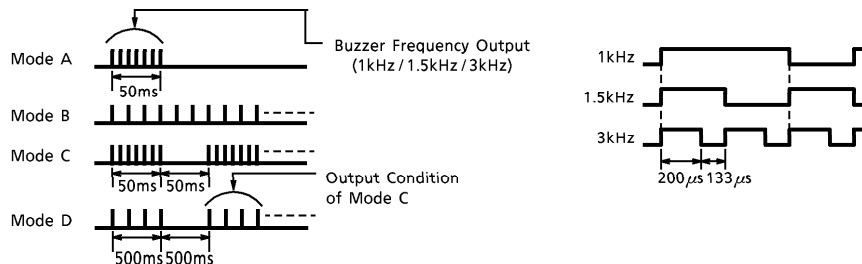 Mode A
50ms
Buzzer Frequency Output
(1kHz / 1.5kHz / 3kHz)
Mode B
Mode C
50ms 50ms
Output Condition
of Mode C
Mode D
500ms 500ms
1kHz
1.5kHz
3kHz
200μs 133μs